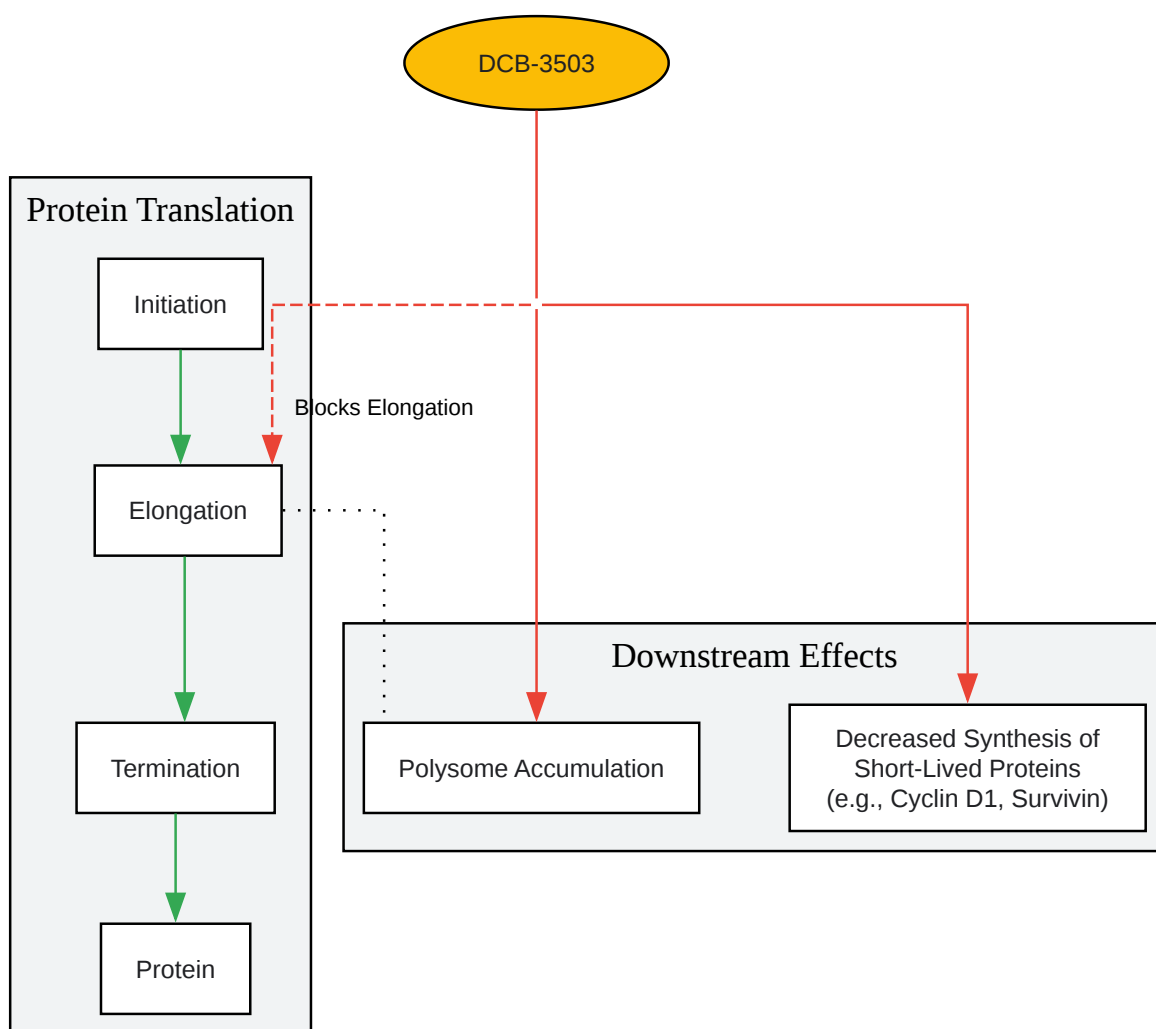 DCB-3503
Protein Translation
Initiation
Blocks Elongation
Elongation
Downstream Effects
Termination
Polysome Accumulation
Decreased Synthesis of
Short-Lived Proteins
(e.g., Cyclin D1, Survivin)
Protein